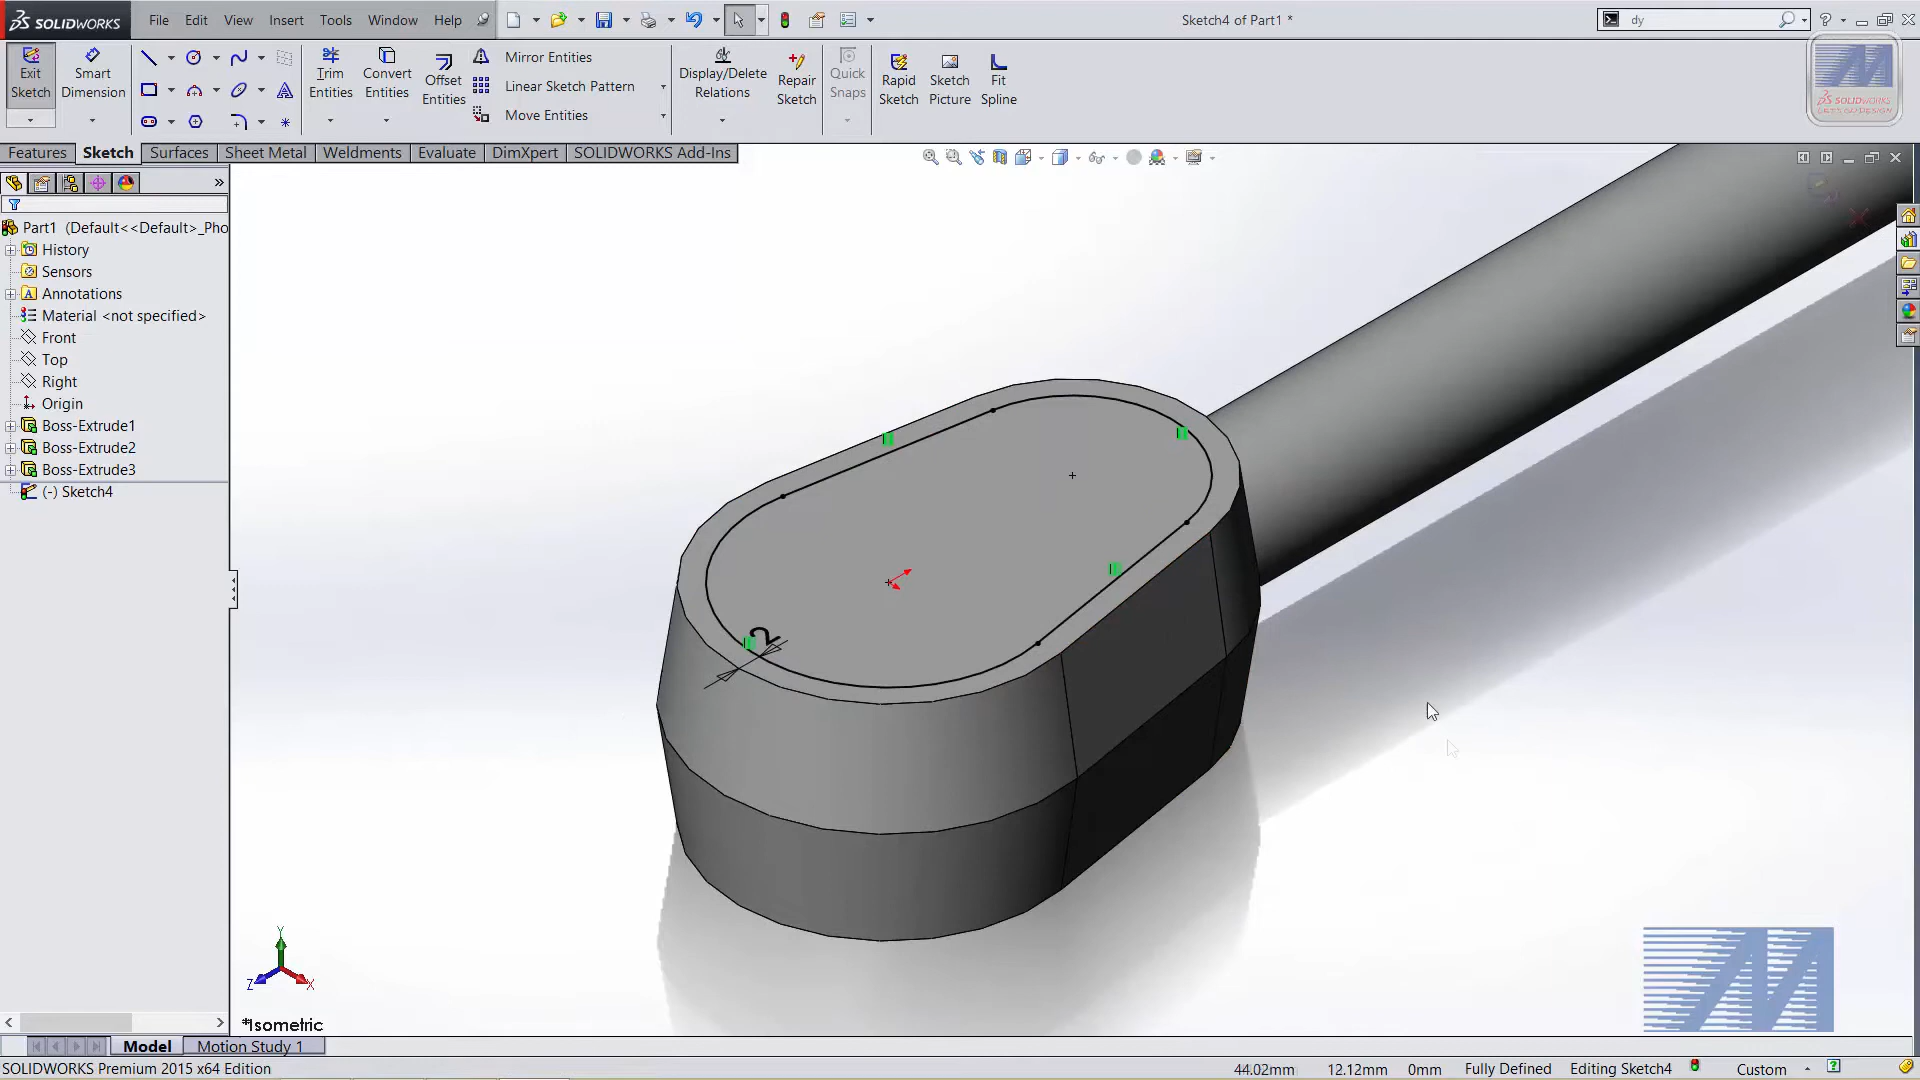 SOLIDWORKS File Edit View Insert Tools Window Help Sketch4 of Part1 * dy
Exit Sketch
Smart Dimension
Trim Entities
Convert Entities
Offset Entities
Mirror Entities
Linear Sketch Pattern
Move Entities
Display/Delete Relations
Repair Sketch
Quick Snaps
Rapid Sketch
Sketch Picture
Fit Spline
SOLIDWORKS
Features Sketch Surfaces Sheet Metal Weldments Evaluate DimXpert SOLIDWORKS Add-Ins
Part1 (Default<<Default>_Pho
History
Sensors
Annotations
Material <not specified>
Front
Top
Right
Origin
Boss-Extrude1
Boss-Extrude2
Boss-Extrude3
(-) Sketch4
2
Y
Z X
*Isometric
Model Motion Study 1
SOLIDWORKS Premium 2015 x64 Edition 44.02mm 12.12mm 0mm Fully Defined Editing Sketch4 Custom